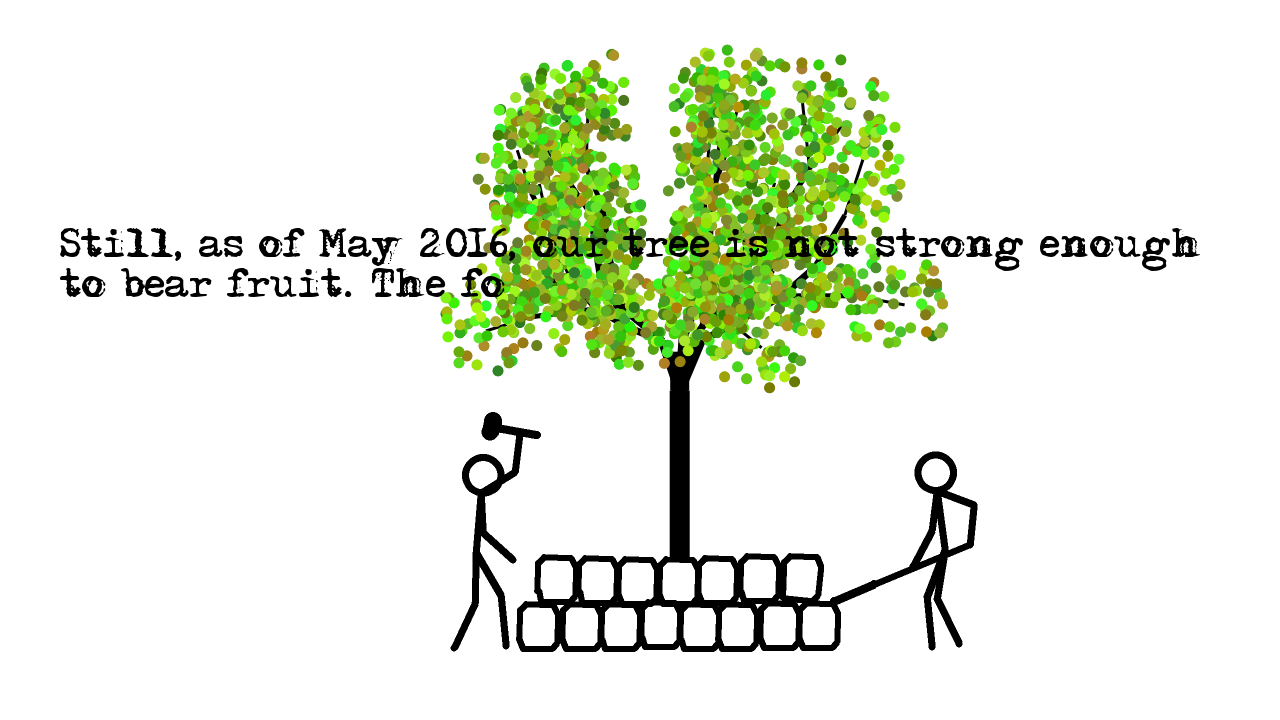 Still, as of May 2016, our tree is not strong enough
to bear fruit. The fo